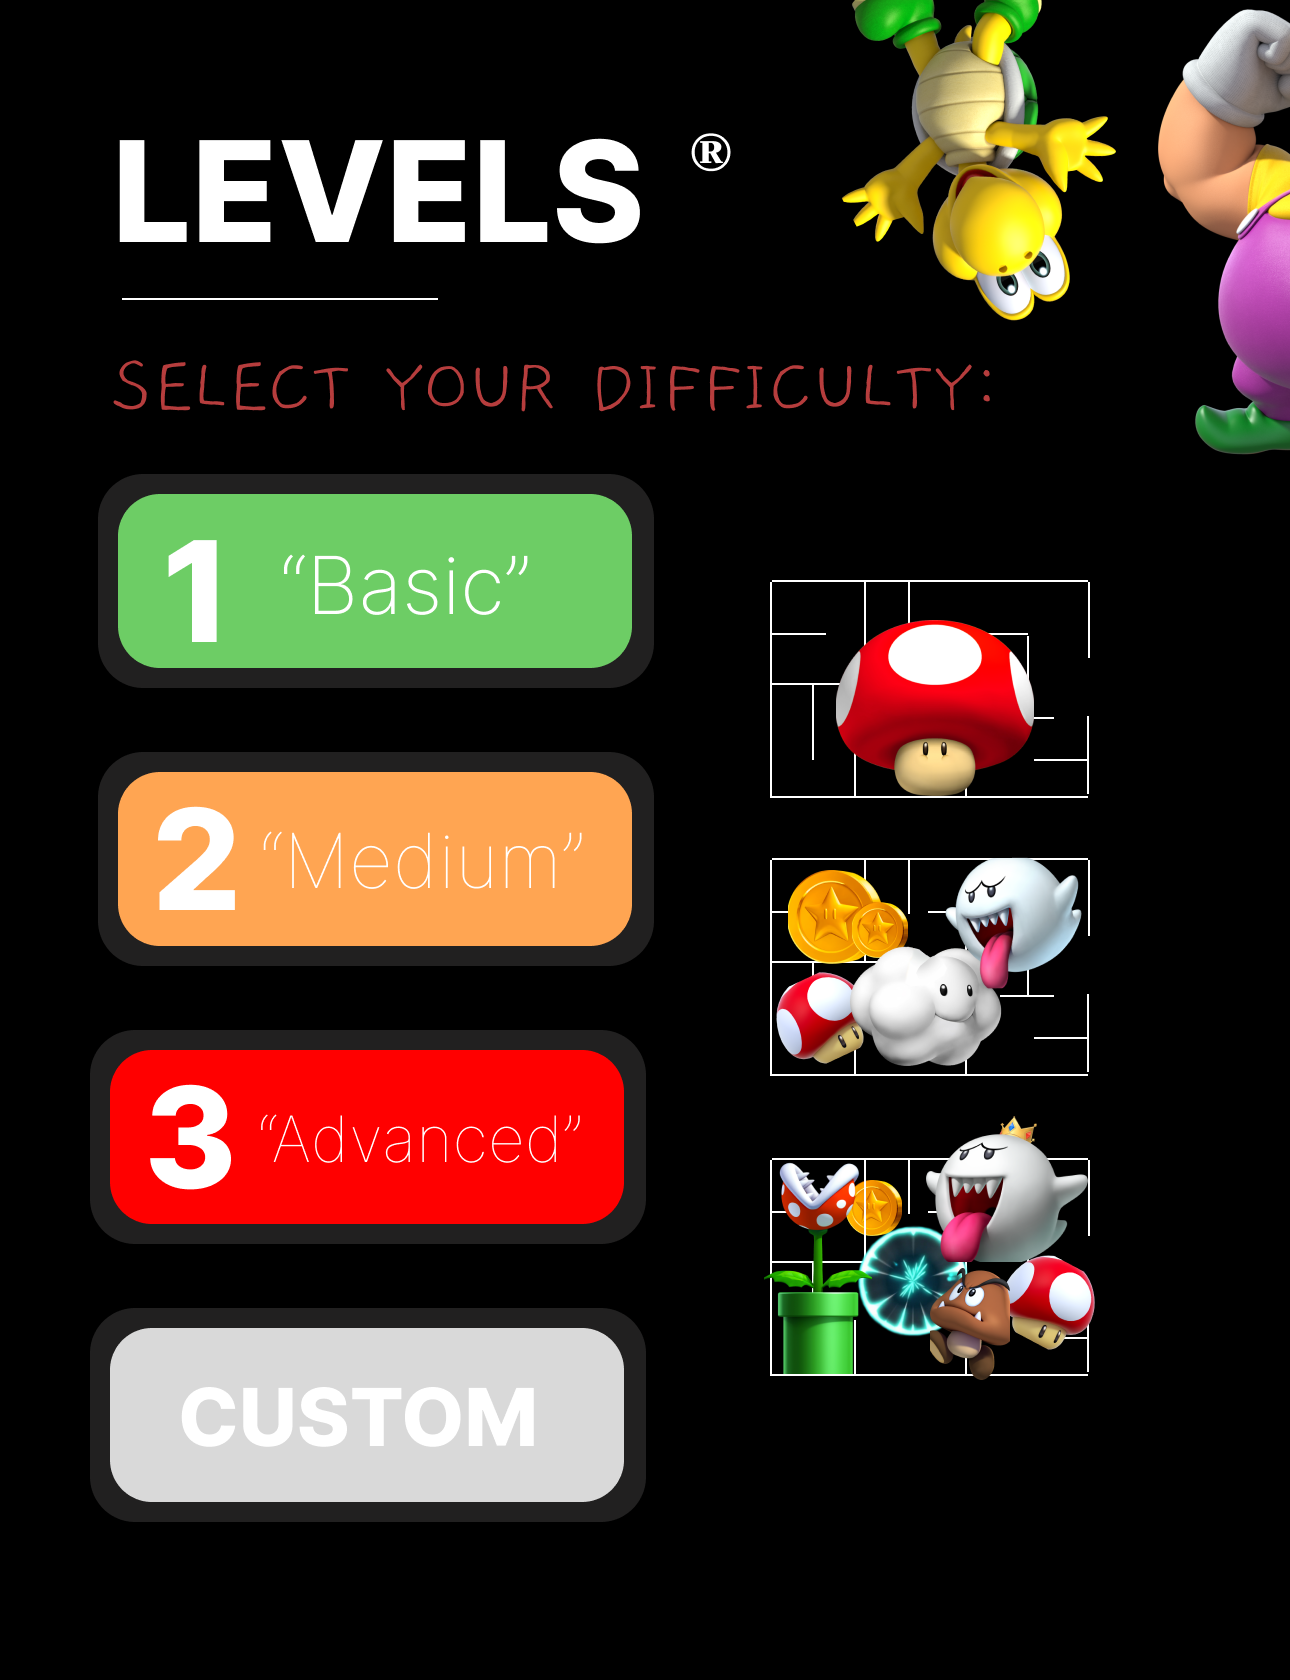 LEVELS ®
SELECT YOUR DIFFICULTY:
1 “Basic”
2 “Medium”
3 “Advanced”
CUSTOM